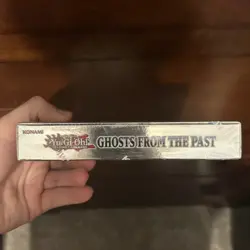 KONAMI
Yu-Gi-Oh! GHOSTS FROM THE PAST